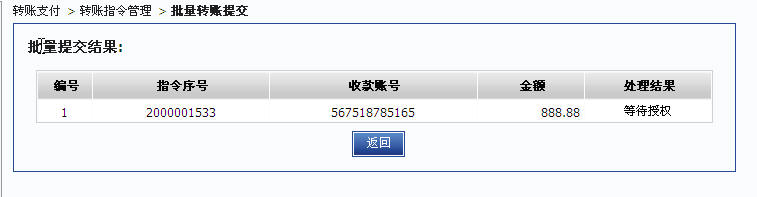 转账支付 > 转账指令管理 > 批量转账提交
批量提交结果:
编号 指令序号 收款账号 金额 处理结果
1 2000001533 567518785165 888.88 等待授权
返回